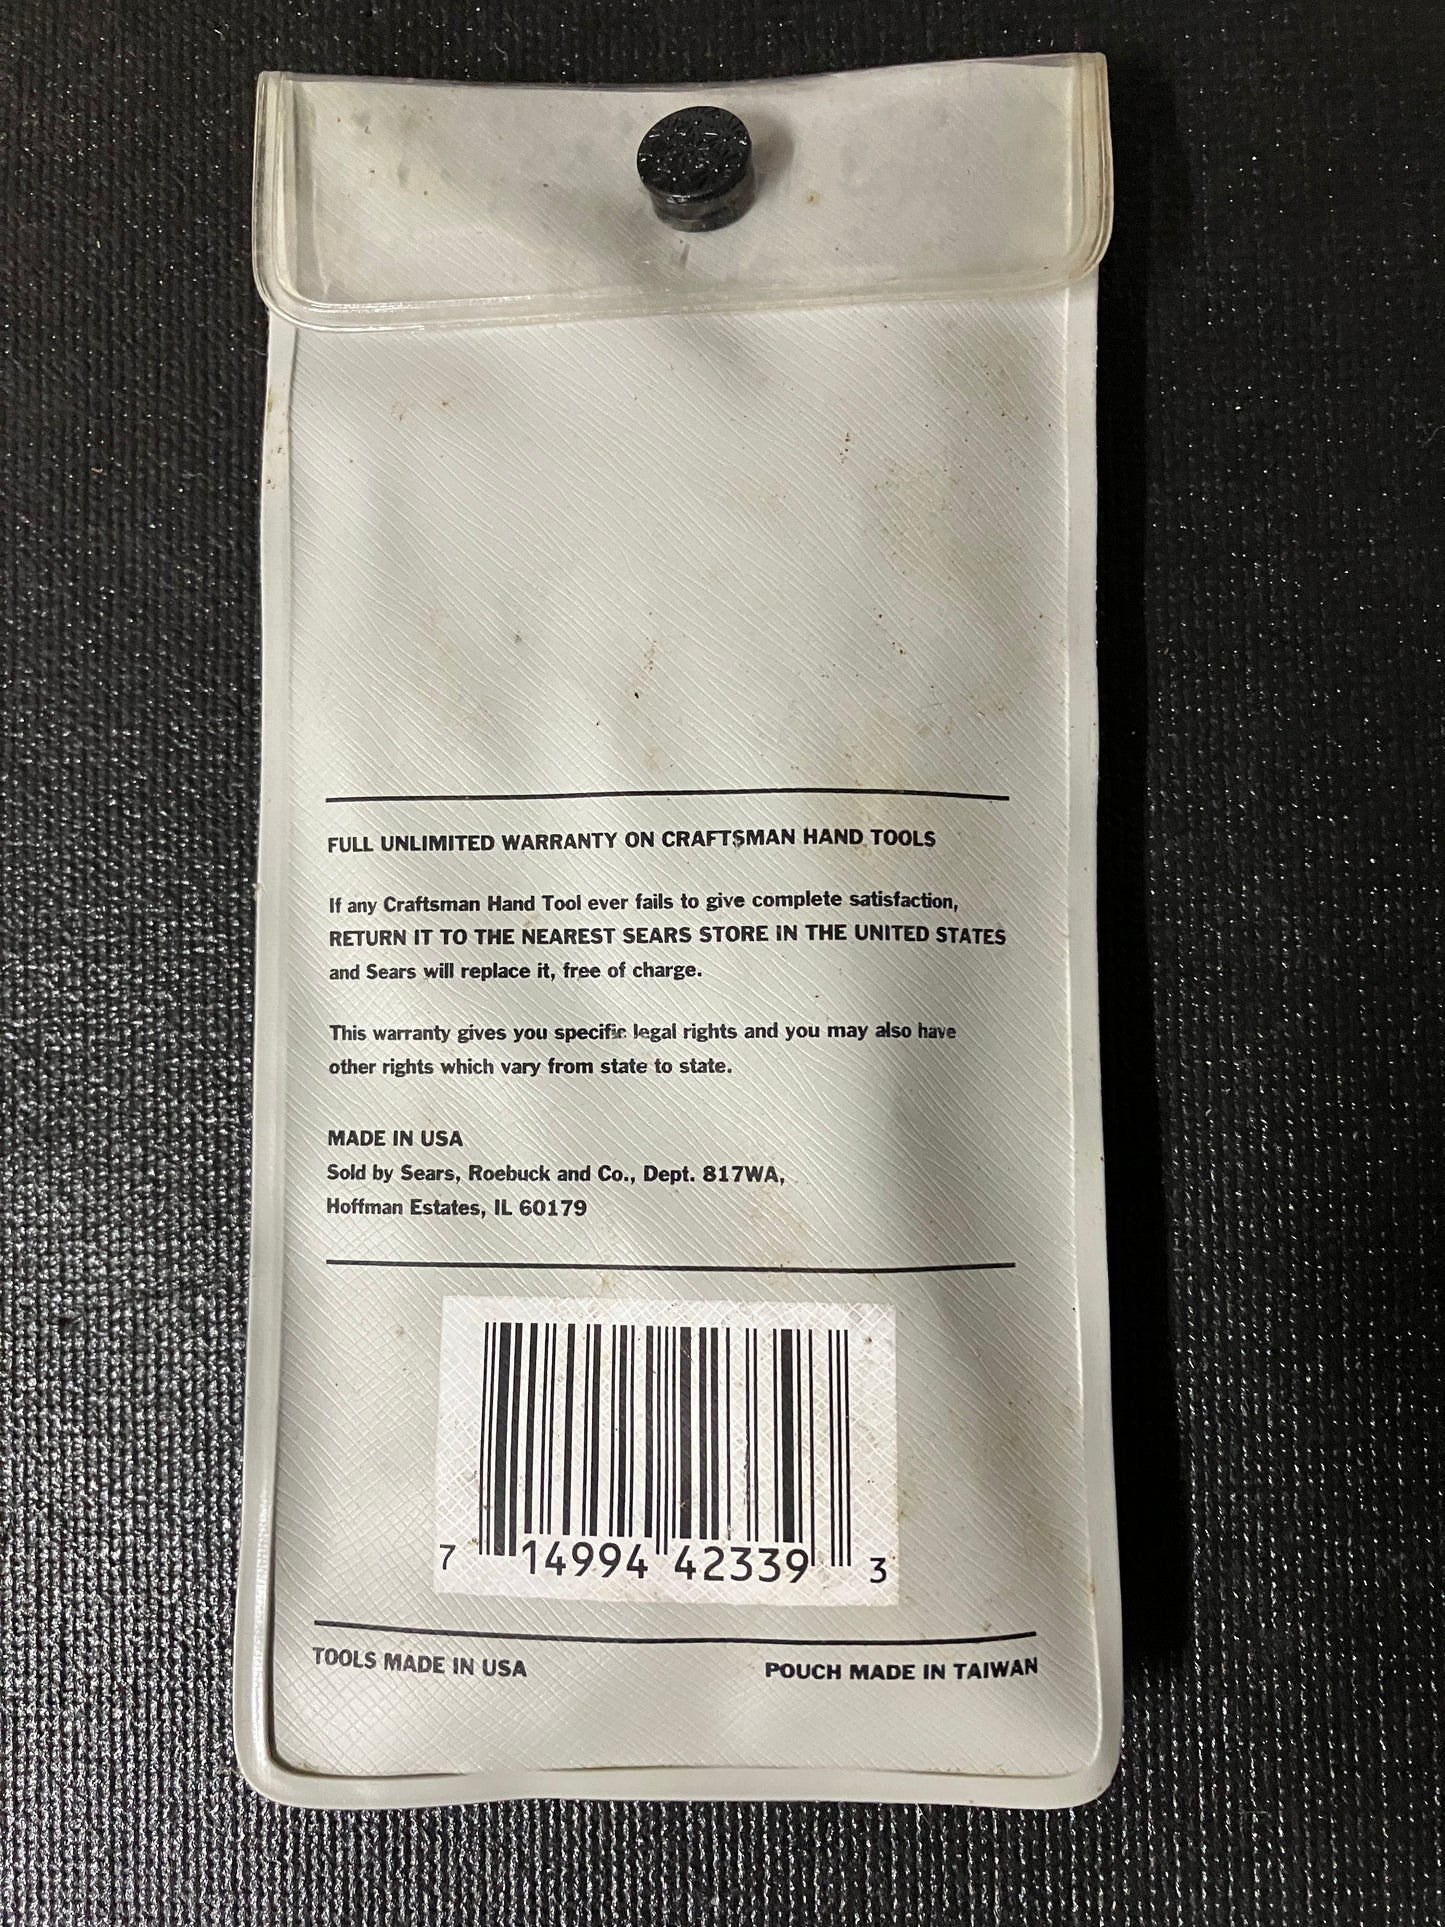 FULL UNLIMITED WARRANTY ON CRAFTSMAN HAND TOOLS
If any Craftsman Hand Tool ever fails to give complete satisfaction,
RETURN IT TO THE NEAREST SEARS STORE IN THE UNITED STATES
and Sears will replace it, free of charge.
This warranty gives you specific legal rights and you may also have
other rights which vary from state to state.
MADE IN USA
Sold by Sears, Roebuck and Co., Dept. 817WA,
Hoffman Estates, IL 60179
7 14994 42339 3
TOOLS MADE IN USA POUCH MADE IN TAIWAN